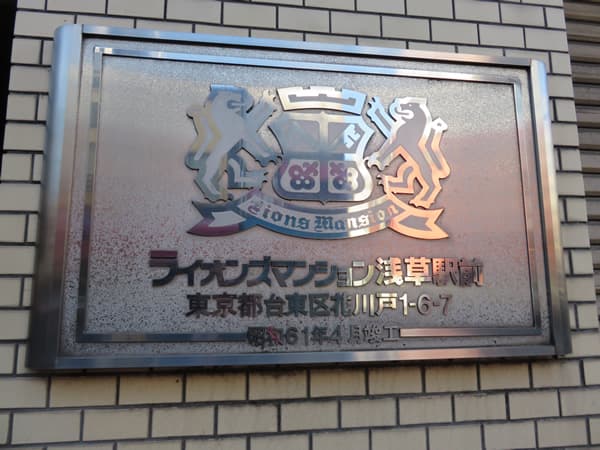 Lions Mansion
ライオンズマンション浅草駅前
東京都台東区花川戸1-6-7
昭和61年4月竣工